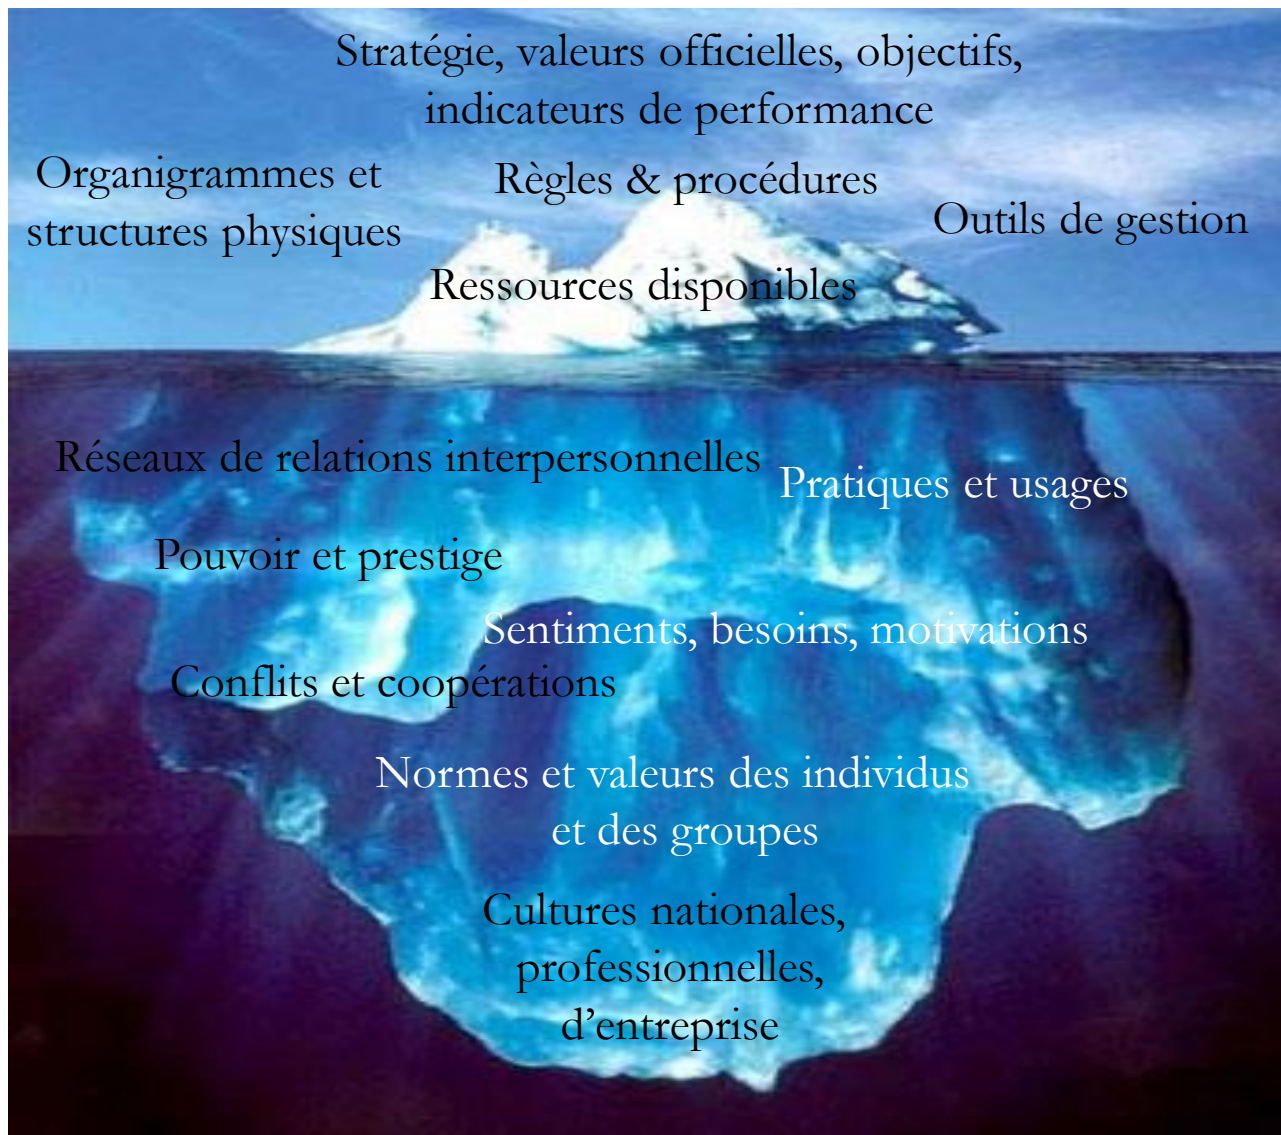 Stratégie, valeurs officielles, objectifs,
indicateurs de performance
Organigrammes et
structures physiques
Règles & procédures
Outils de gestion
Ressources disponibles
Réseaux de relations interpersonnelles
Pratiques et usages
Pouvoir et prestige
Sentiments, besoins, motivations
Conflits et coopérations
Normes et valeurs des individus
et des groupes
Cultures nationales,
professionnelles,
d’entreprise